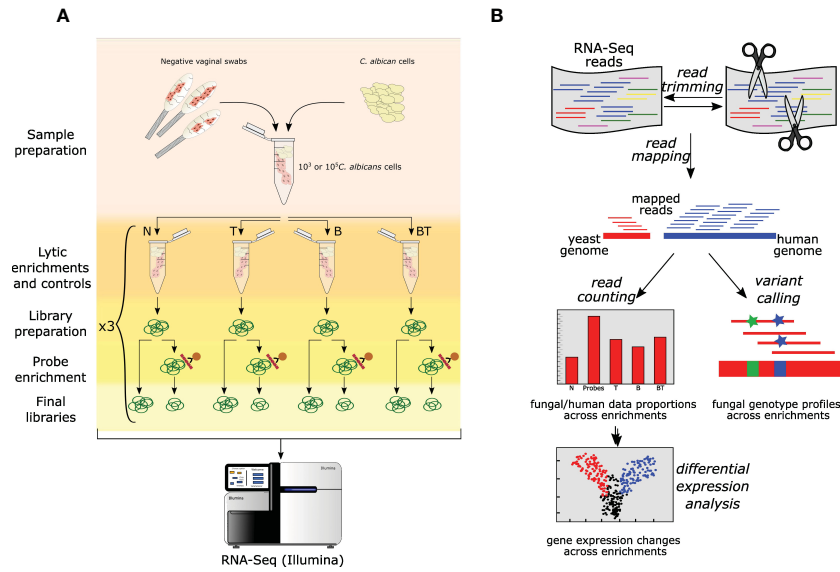 A
Negative vaginal swabs
C. albican cells
Sample
preparation
10³ or 10⁵C. albicans cells
N
T
B
BT
Lytic
enrichments
and controls
x3
Library
preparation
Probe
enrichment
Final
libraries
Illumina
Illumina
RNA-Seq (Illumina)
B
RNA-Seq
reads
read
trimming
read
mapping
mapped
reads
yeast
genome
human
genome
read
counting
variant
calling
N
Probes
T
B
BT
fungal/human data proportions
across enrichments
fungal genotype profiles
across enrichments
differential
expression
analysis
gene expression changes
across enrichments